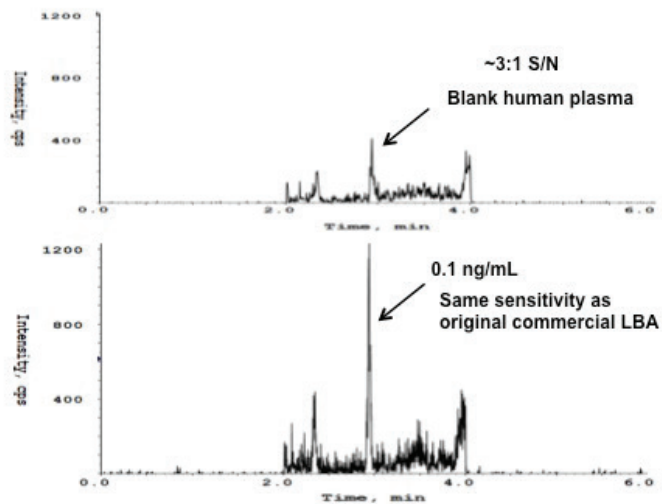 1200
~3:1 S/N
Blank human plasma
800
400
Intensity, cps
0.0
2.0
4.0
6.0
Time, min
1200
0.1 ng/mL
Same sensitivity as
original commercial LBA
800
400
Intensity, cps
0.0
2.0
4.0
6.0
Time, min